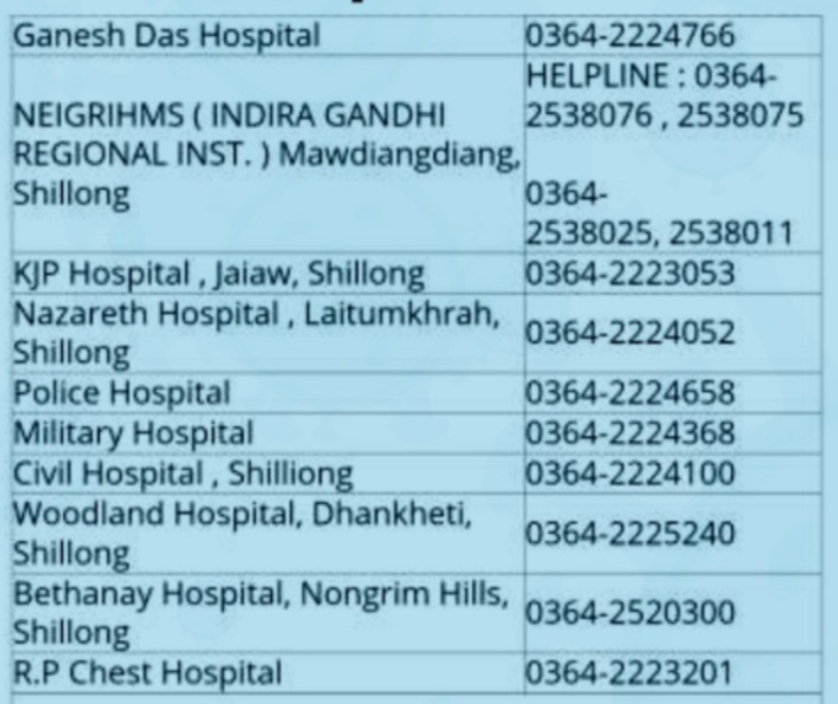 Ganesh Das Hospital 0364-2224766
HELPLINE : 0364-
NEIGRIHMS ( INDIRA GANDHI 2538076 , 2538075
REGIONAL INST. ) Mawdiangdiang,
Shillong 0364-
2538025, 2538011
KJP Hospital , Jaiaw, Shillong 0364-2223053
Nazareth Hospital , Laitumkhrah,
Shillong 0364-2224052
Police Hospital 0364-2224658
Military Hospital 0364-2224368
Civil Hospital , Shilliong 0364-2224100
Woodland Hospital, Dhankheti,
Shillong 0364-2225240
Bethanay Hospital, Nongrim Hills,
Shillong 0364-2520300
R.P Chest Hospital 0364-2223201